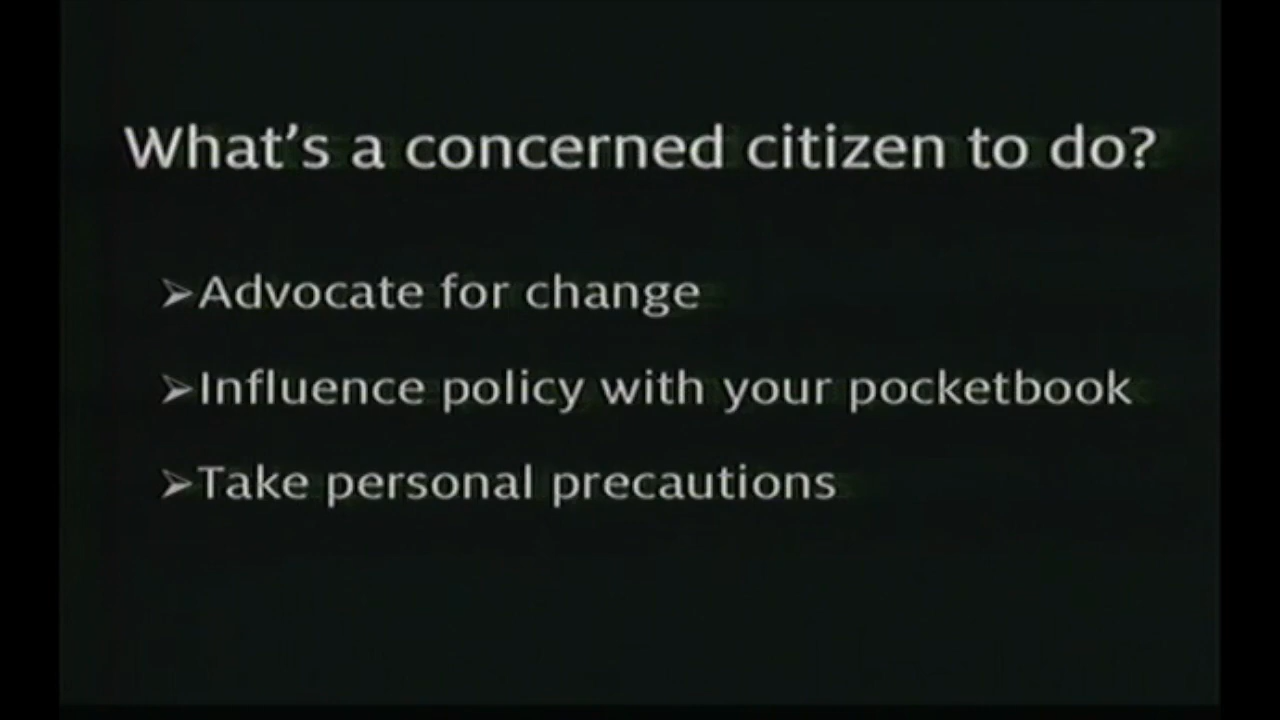 What's a concerned citizen to do?
➢Advocate for change
➢Influence policy with your pocketbook
➢Take personal precautions